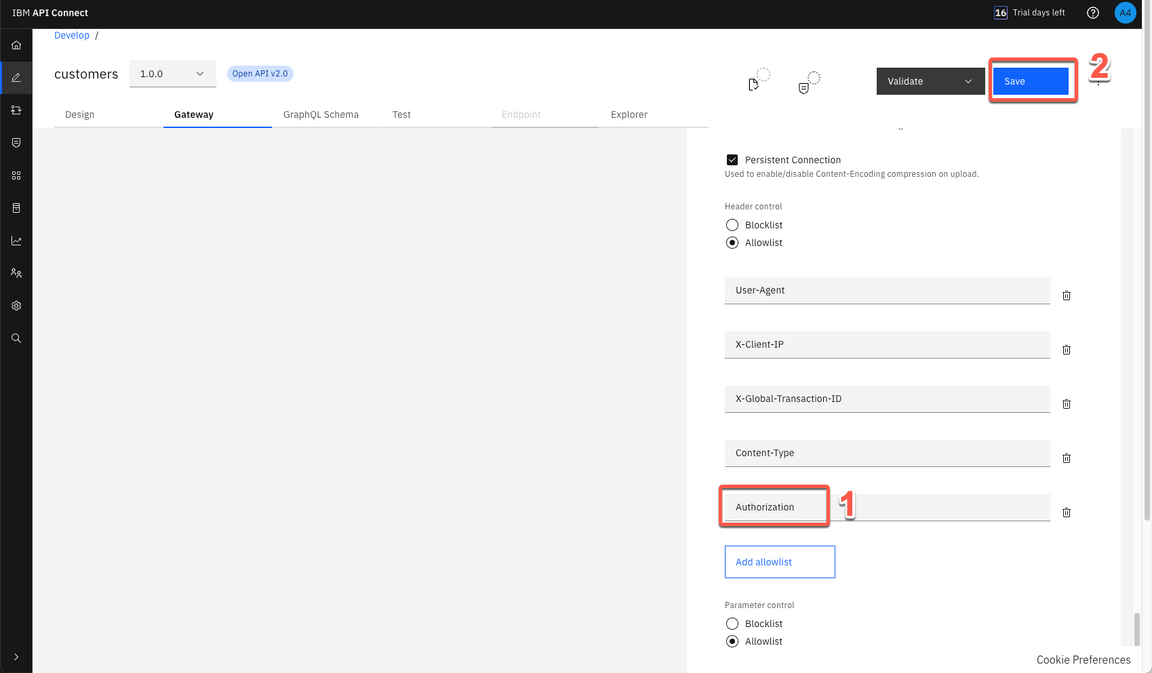 IBM API Connect
16 Trial days left
A4
Develop /
customers
1.0.0
Open API v2.0
Validate
Save
2
Design
Gateway
GraphQL Schema
Test
Endpoint
Explorer
Persistent Connection
Used to enable/disable Content-Encoding compression on upload.
Header control
Blocklist
Allowlist
User-Agent
X-Client-IP
X-Global-Transaction-ID
Content-Type
Authorization
1
Add allowlist
Parameter control
Blocklist
Allowlist
Cookie Preferences